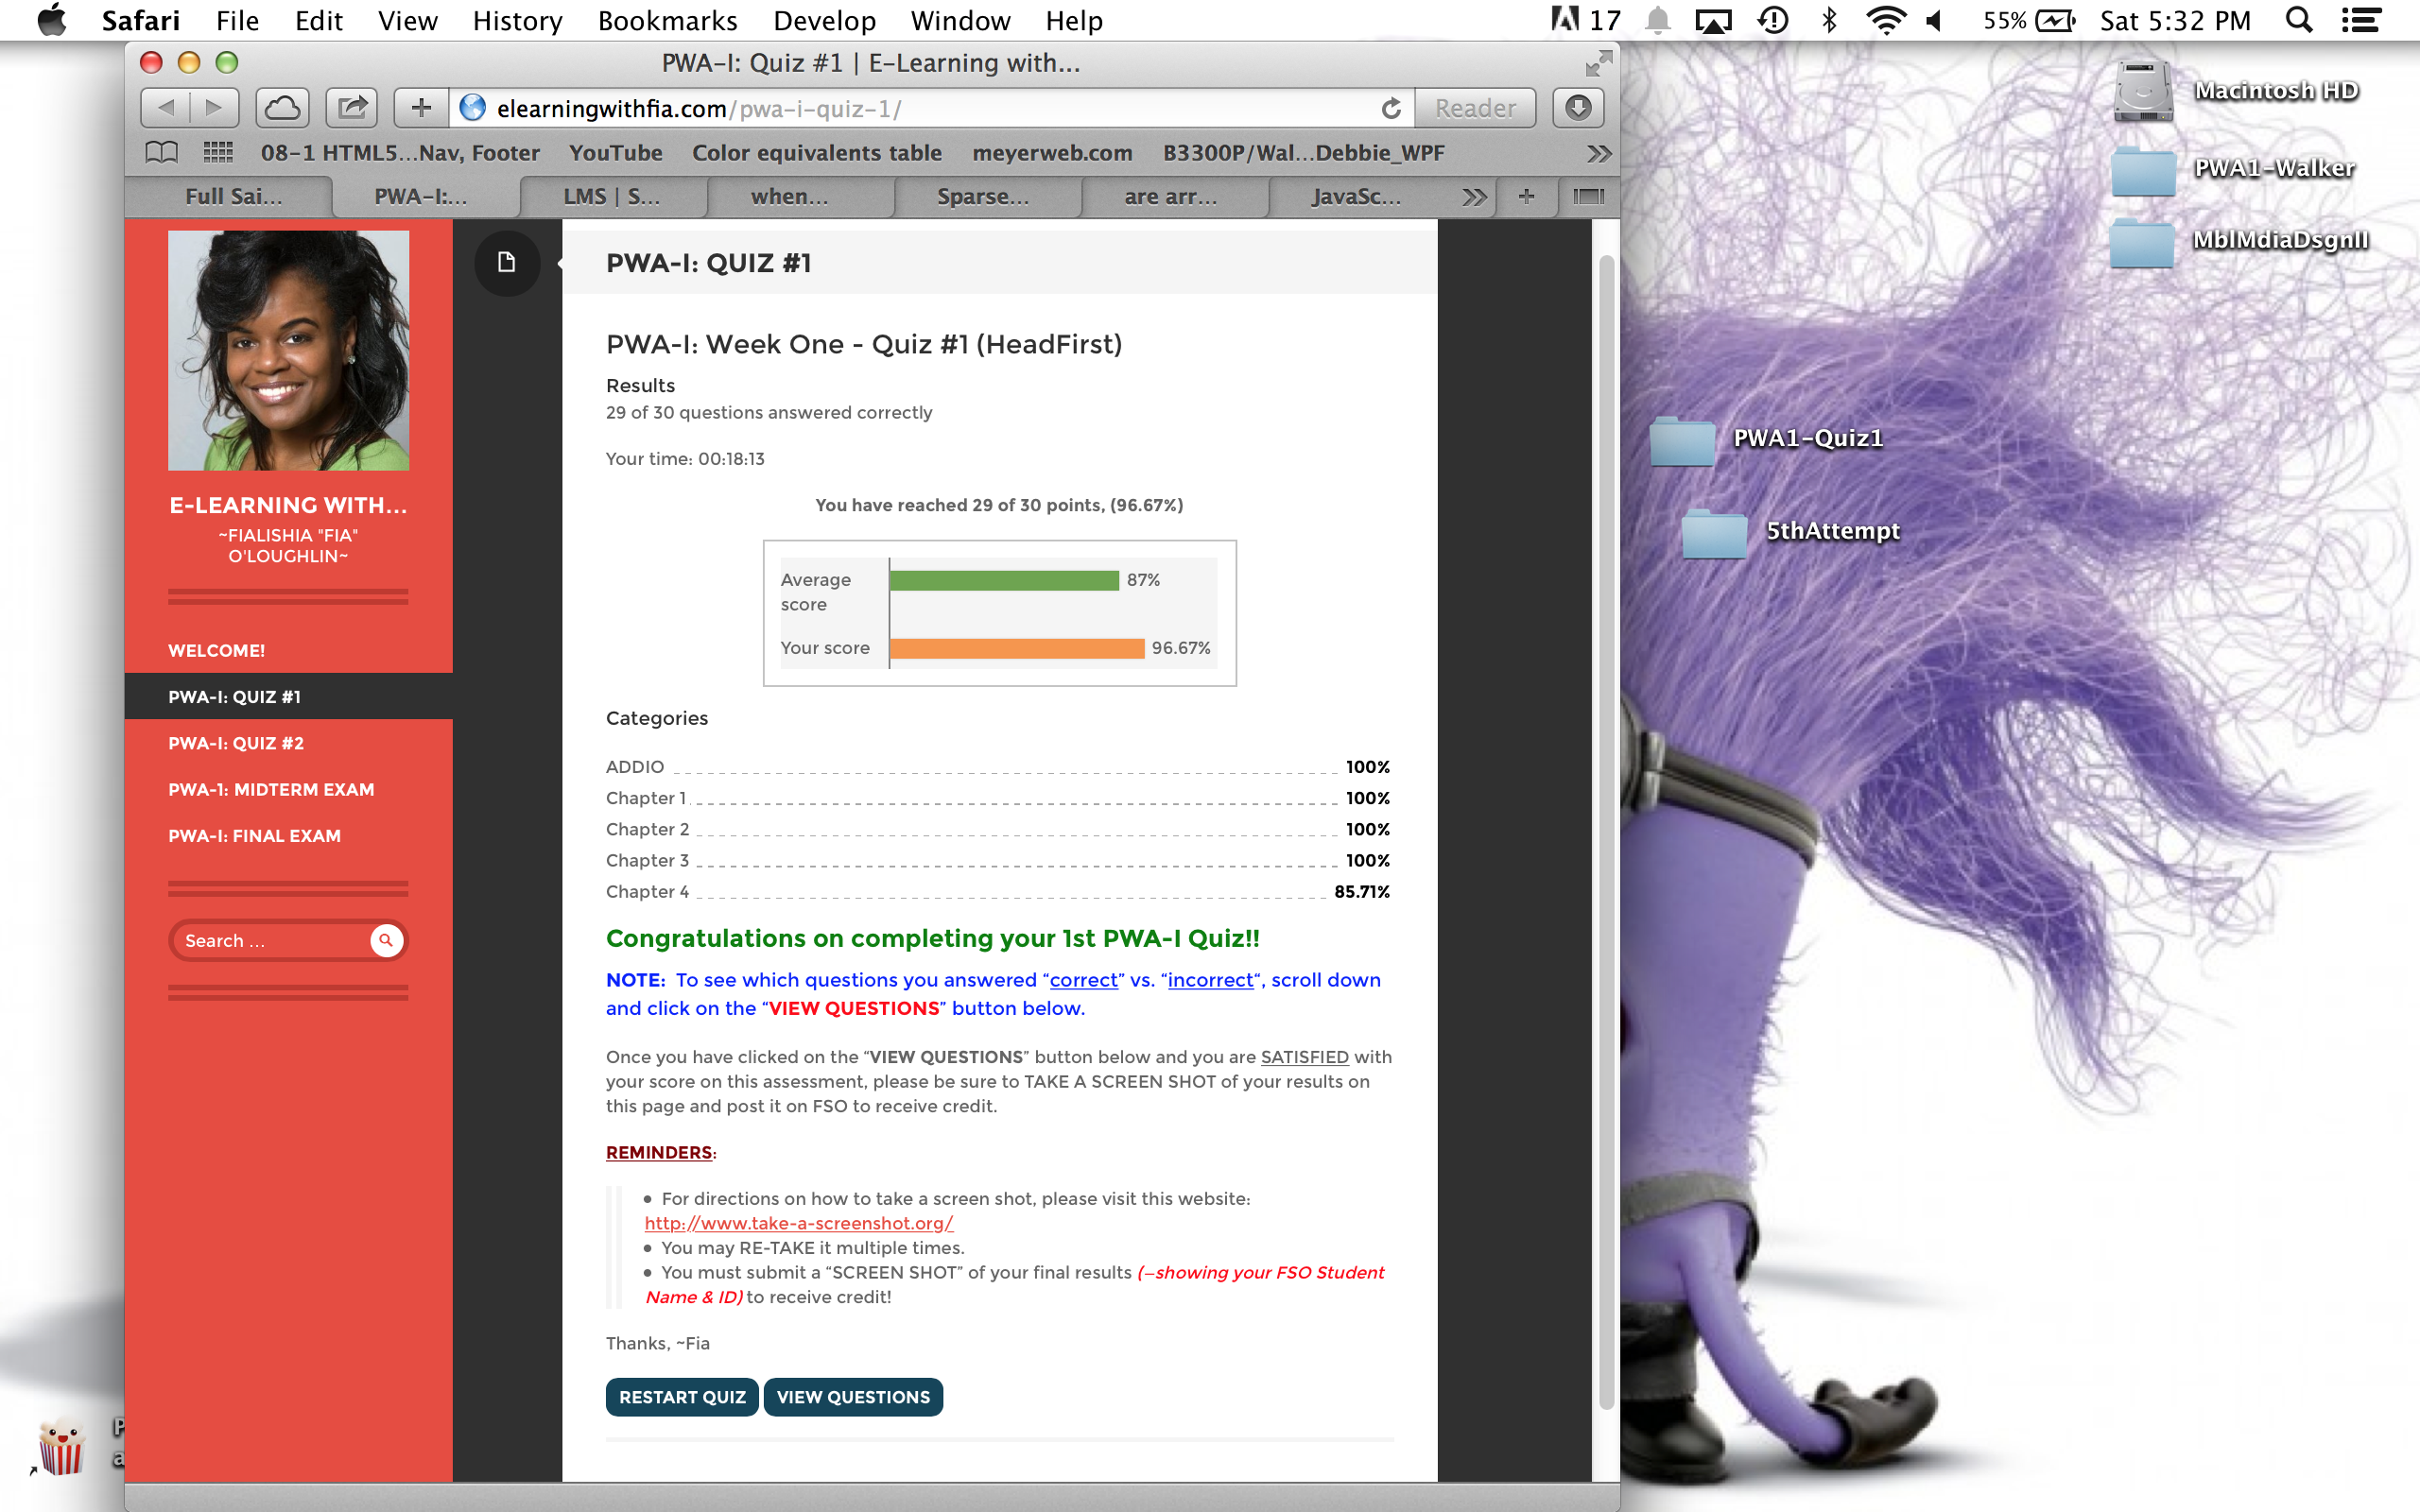 Safari File Edit View History Bookmarks Develop Window Help
17 55% Sat 5:32 PM
PWA-I: Quiz #1 | E-Learning with...
elearningwithfia.com/pwa-i-quiz-1/
Reader
08-1 HTML5...Nav, Footer YouTube Color equivalents table meyerweb.com B3300P/Wal...Debbie_WPF
Full Sai... PWA-I:... LMS | S... when... Sparse... are arr... JavaSc...
E-LEARNING WITH...
~FIALISHIA "FIA"
O'LOUGHLIN~
WELCOME!
PWA-I: QUIZ #1
PWA-I: QUIZ #2
PWA-1: MIDTERM EXAM
PWA-I: FINAL EXAM
Search ...
PWA-I: QUIZ #1
PWA-I: Week One - Quiz #1 (HeadFirst)
Results
29 of 30 questions answered correctly
Your time: 00:18:13
You have reached 29 of 30 points, (96.67%)
Average
score
87%
Your score 96.67%
Categories
ADDIO 100%
Chapter 1 100%
Chapter 2 100%
Chapter 3 100%
Chapter 4 85.71%
Congratulations on completing your 1st PWA-I Quiz!!
NOTE: To see which questions you answered “correct” vs. “incorrect“, scroll down
and click on the “VIEW QUESTIONS” button below.
Once you have clicked on the “VIEW QUESTIONS” button below and you are SATISFIED with
your score on this assessment, please be sure to TAKE A SCREEN SHOT of your results on
this page and post it on FSO to receive credit.
REMINDERS:
• For directions on how to take a screen shot, please visit this website:
http://www.take-a-screenshot.org/
• You may RE-TAKE it multiple times.
• You must submit a “SCREEN SHOT” of your final results (–showing your FSO Student
Name & ID) to receive credit!
Thanks, ~Fia
RESTART QUIZ VIEW QUESTIONS
Macintosh HD
PWA1-Walker
MblMdiaDsgnII
PWA1-Quiz1
5thAttempt